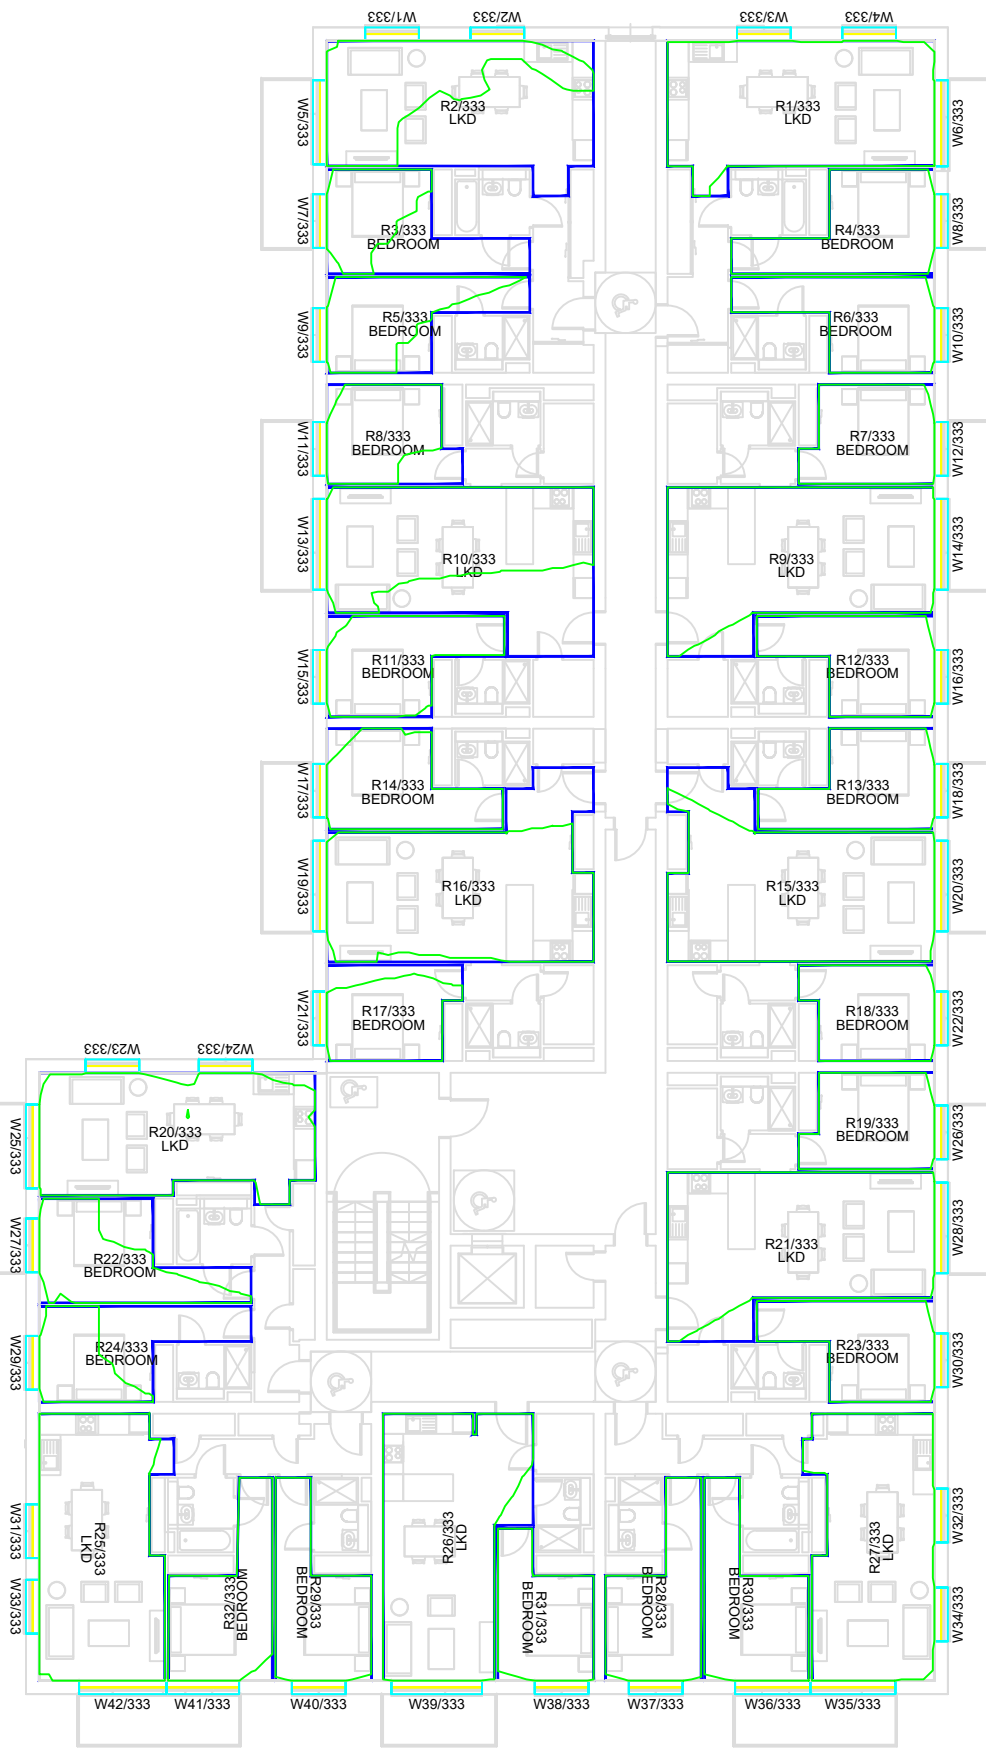 W1/333
W2/333
W3/333
W4/333
W5/333
R2/333
LKD
R1/333
LKD
W6/333
W7/333
R3/333
BEDROOM
R4/333
BEDROOM
W8/333
W9/333
R5/333
BEDROOM
R6/333
BEDROOM
W10/333
W11/333
R8/333
BEDROOM
R7/333
BEDROOM
W12/333
W13/333
R10/333
LKD
R9/333
LKD
W14/333
W15/333
R11/333
BEDROOM
R12/333
BEDROOM
W16/333
W17/333
R14/333
BEDROOM
R13/333
BEDROOM
W18/333
W19/333
R16/333
LKD
R15/333
LKD
W20/333
W21/333
R17/333
BEDROOM
R18/333
BEDROOM
W22/333
W23/333
W24/333
W25/333
R20/333
LKD
R19/333
BEDROOM
W26/333
W27/333
R22/333
BEDROOM
R21/333
LKD
W28/333
W29/333
R24/333
BEDROOM
R23/333
BEDROOM
W30/333
W31/333
W33/333
R25/333
LKD
R32/333
BEDROOM
R29/333
BEDROOM
R26/333
LKD
R31/333
BEDROOM
R28/333
BEDROOM
R30/333
BEDROOM
R27/333
LKD
W32/333
W34/333
W42/333
W41/333
W40/333
W39/333
W38/333
W37/333
W36/333
W35/333